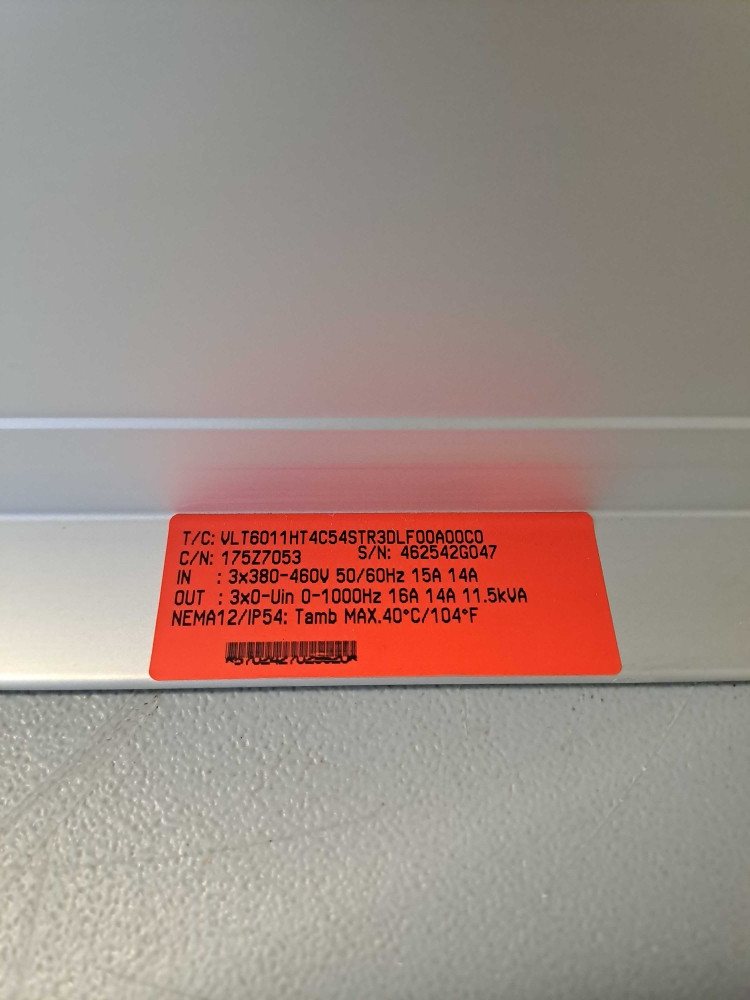 T/C: VLT6011HT4C54STR3DLF00A00C0
C/N: 175Z7053 S/N: 462542G047
IN : 3x380-460V 50/60Hz 15A 14A
OUT : 3x0-Uin 0-1000Hz 16A 14A 11.5kVA
NEMA12/IP54: Tamb MAX.40°C/104°F